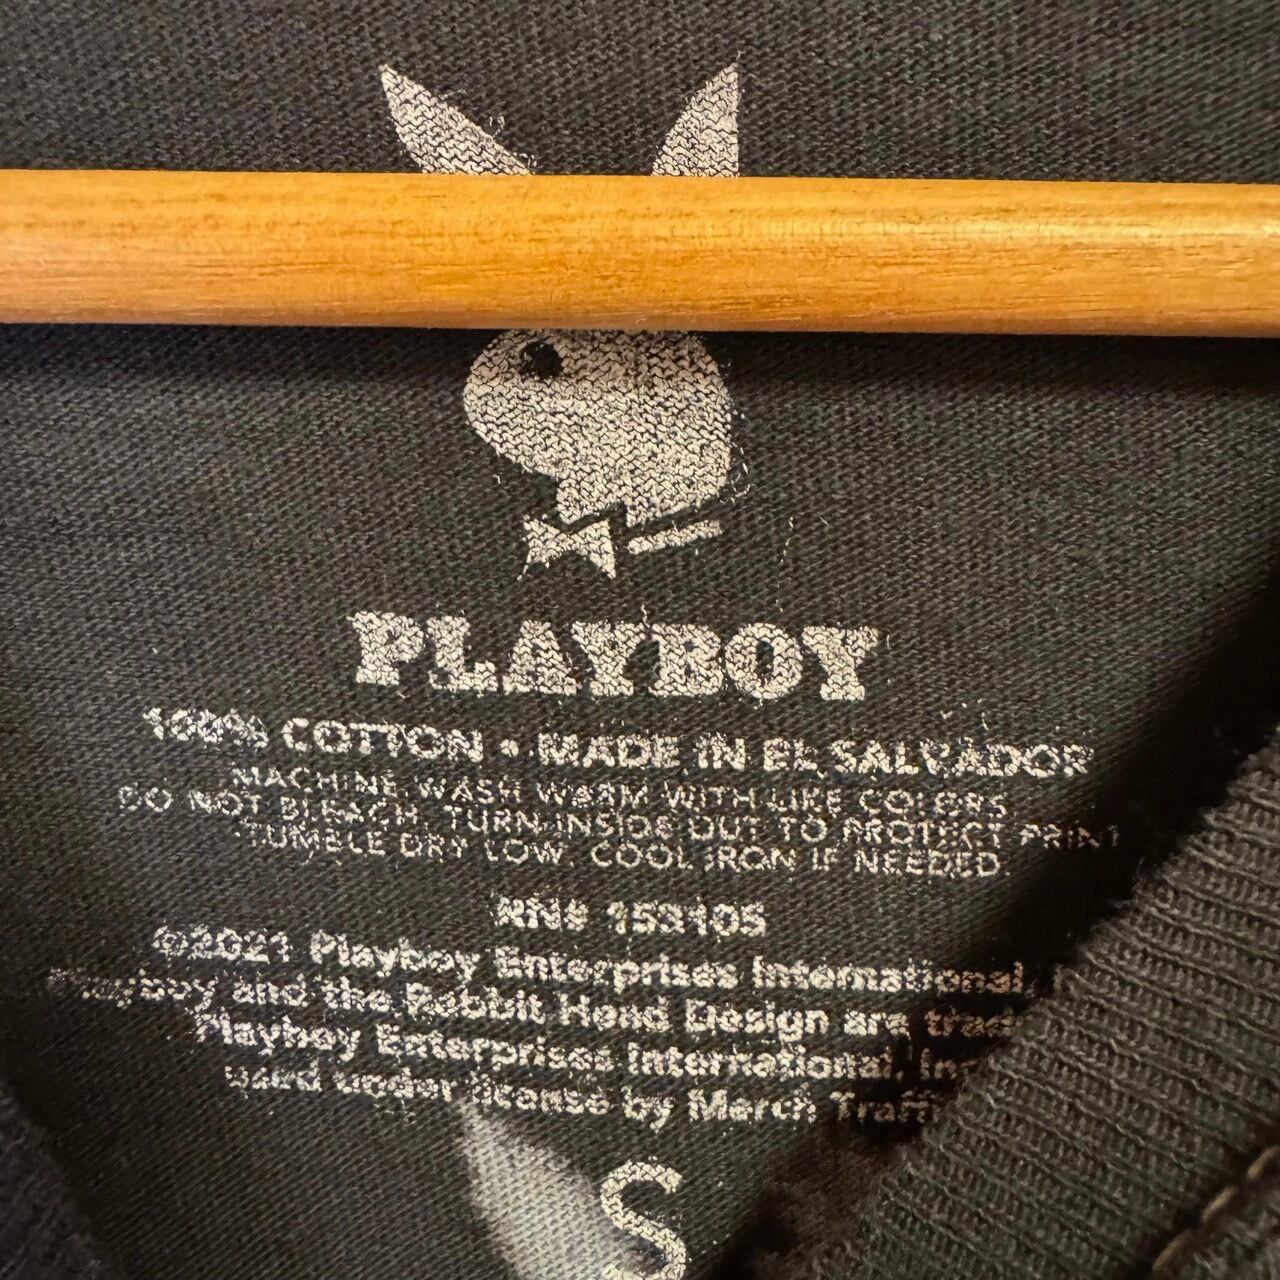 PLAYBOY
100% COTTON • MADE IN EL SALVADOR
MACHINE WASH WARM WITH LIKE COLORS
DO NOT BLEACH. TURN INSIDE OUT TO PROTECT PRINT
TUMBLE DRY LOW. COOL IRON IF NEEDED.
RN# 153105
©2021 Playboy Enterprises International,
Playboy and the Rabbit Head Design are
Playboy Enterprises International,
used under license by Merch
S